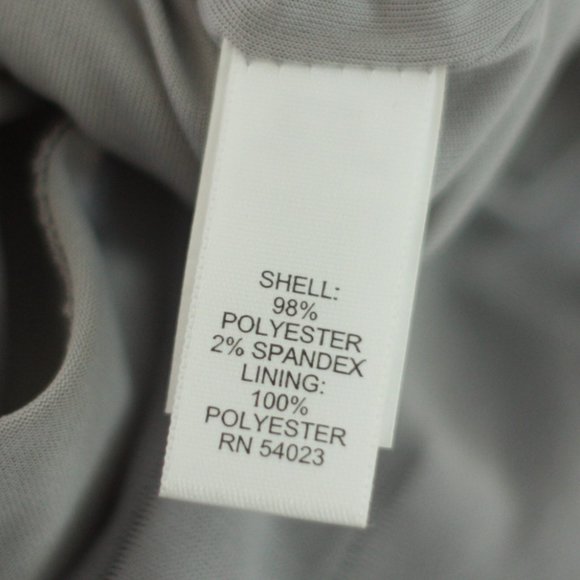 SHELL:
98%
POLYESTER
2% SPANDEX
LINING:
100%
POLYESTER
RN 54023